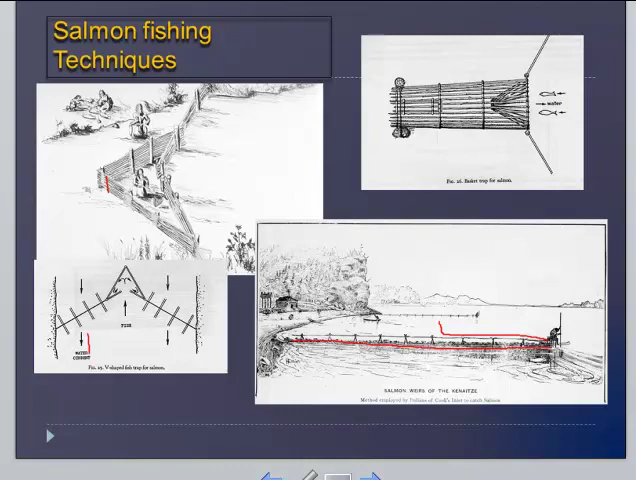 Salmon fishing
Techniques
water
FIG. 26. Basket trap for salmon.
FISH
WATER
CURRENT
FIG. 25. V-shaped fish trap for salmon.
SALMON WEIRS OF THE KENAITZE
Method employed by Indians of Cook's Inlet to catch Salmon